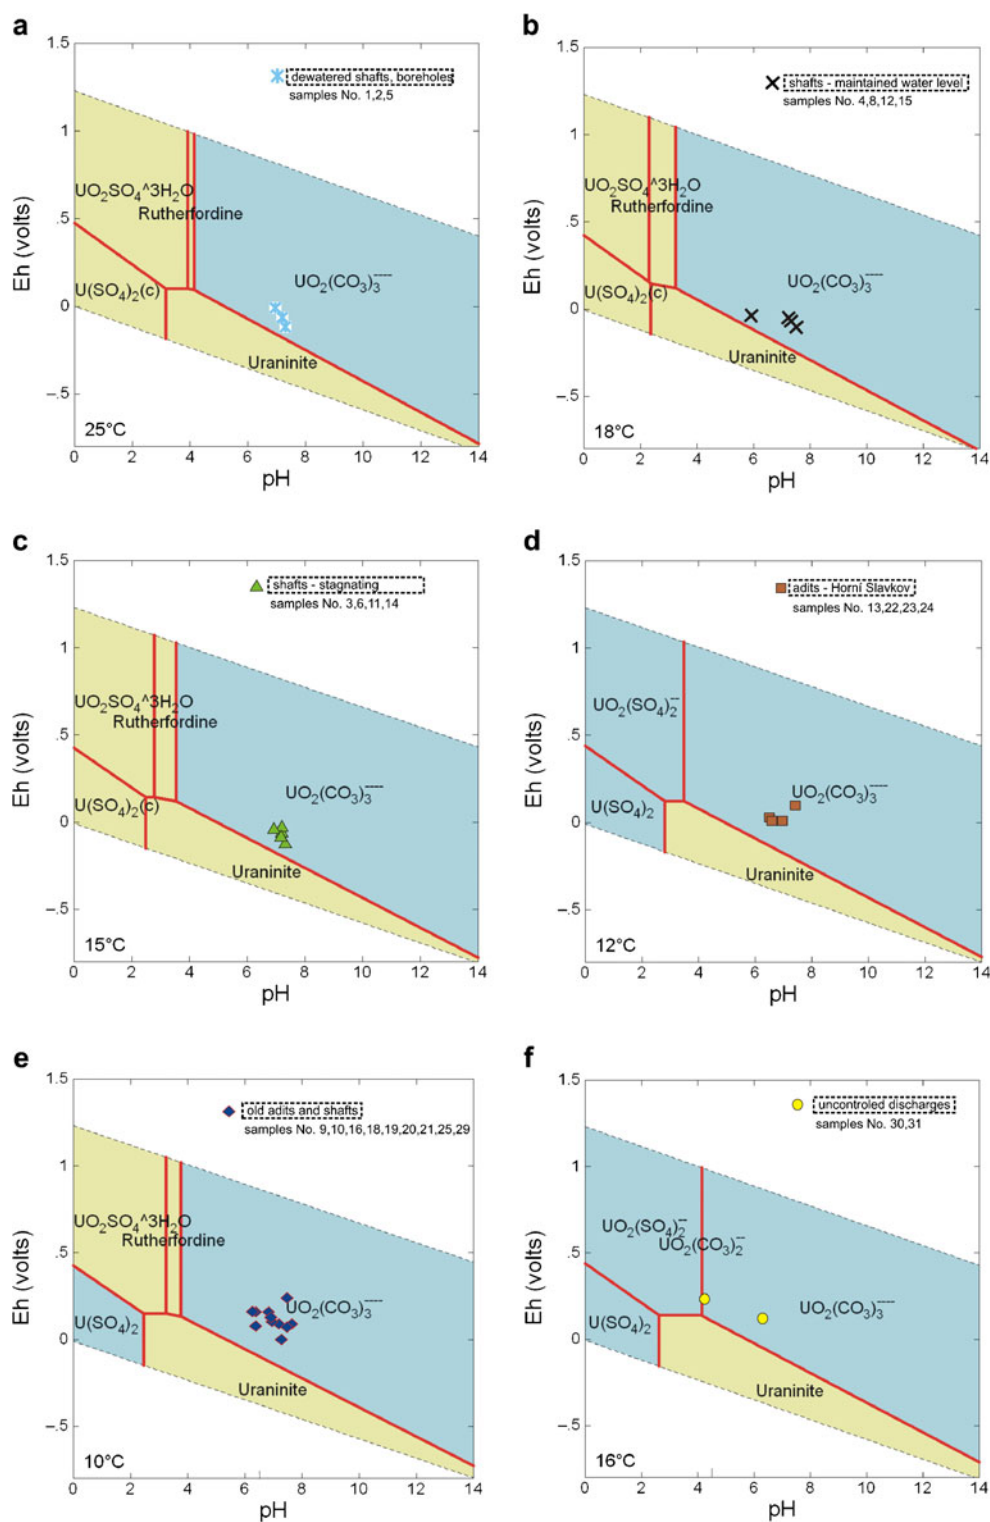 a
dewatered shafts, boreholes
samples No. 1,2,5
1.5
1
.5
0
−.5
Eh (volts)
UO₂SO₄^3H₂O
Rutherfordine
U(SO₄)₂(c)
UO₂(CO₃)₃⁻⁻⁻⁻
Uraninite
25°C
0 2 4 6 8 10 12 14
pH
b
shafts - maintained water level
samples No. 4,8,12,15
1.5
1
.5
0
−.5
Eh (volts)
UO₂SO₄^3H₂O
Rutherfordine
U(SO₄)₂(c)
UO₂(CO₃)₃⁻⁻⁻⁻
Uraninite
18°C
0 2 4 6 8 10 12 14
pH
c
shafts - stagnating
samples No. 3,6,11,14
1.5
1
.5
0
−.5
Eh (volts)
UO₂SO₄^3H₂O
Rutherfordine
U(SO₄)₂(c)
UO₂(CO₃)₃⁻⁻⁻⁻
Uraninite
15°C
0 2 4 6 8 10 12 14
pH
d
adits - Horní Slavkov
samples No. 13,22,23,24
1.5
1
.5
0
−.5
Eh (volts)
UO₂(SO₄)₂⁻⁻
U(SO₄)₂
UO₂(CO₃)₃⁻⁻⁻⁻
Uraninite
12°C
0 2 4 6 8 10 12 14
pH
e
old adits and shafts
samples No. 9,10,16,18,19,20,21,25,29
1.5
1
.5
0
−.5
Eh (volts)
UO₂SO₄^3H₂O
Rutherfordine
U(SO₄)₂
UO₂(CO₃)₃⁻⁻⁻⁻
Uraninite
10°C
0 2 4 6 8 10 12 14
pH
f
uncontroled discharges
samples No. 30,31
1.5
1
.5
0
−.5
Eh (volts)
UO₂(SO₄)₂⁻⁻
UO₂(CO₃)₂⁻⁻
U(SO₄)₂
UO₂(CO₃)₃⁻⁻⁻⁻
Uraninite
16°C
0 2 4 6 8 10 12 14
pH